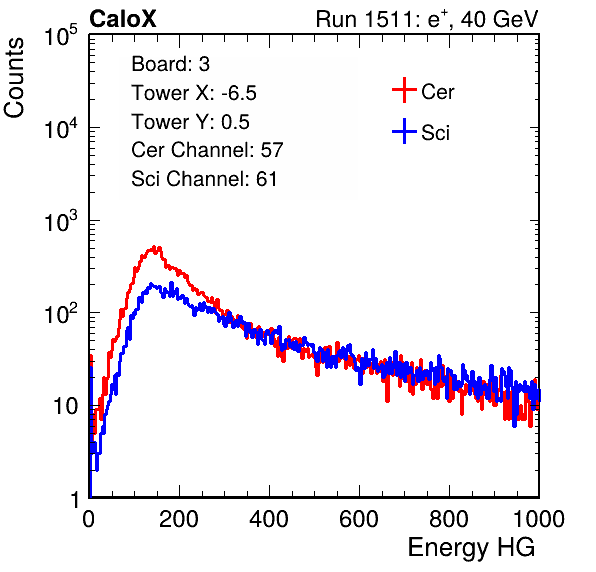 CaloX Run 1511: e⁺, 40 GeV
Counts
Board: 3
Tower X: -6.5
Tower Y: 0.5
Cer Channel: 57
Sci Channel: 61
Cer
Sci
10⁵
10⁴
10³
10²
10
1
0 200 400 600 800 1000
Energy HG